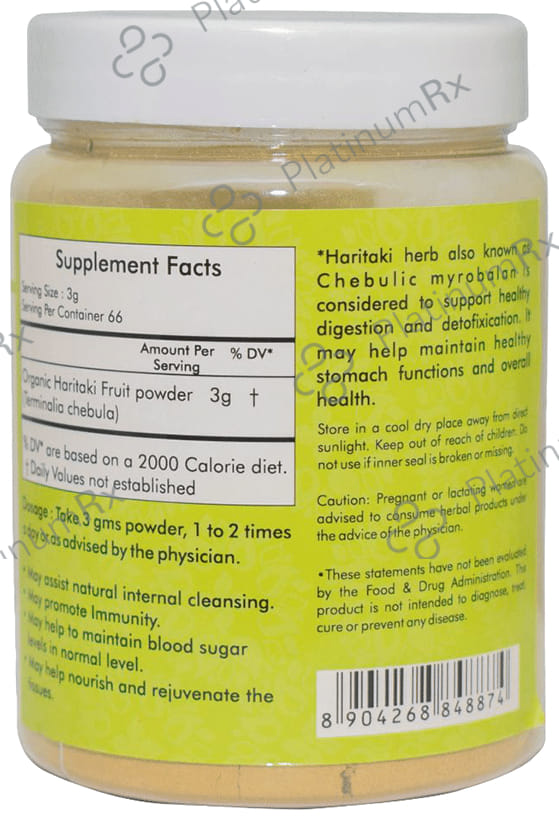 Supplement Facts
Serving Size : 3g
Serving Per Container 66
Amount Per % DV*
Serving
Organic Haritaki Fruit powder 3g †
(Terminalia chebula)
% DV* are based on a 2000 Calorie diet.
† Daily Values not established
Dosage : Take 3 gms powder, 1 to 2 times
a day or as advised by the physician.
• May assist natural internal cleansing.
• May promote Immunity.
• May help to maintain blood sugar
levels in normal level.
• May help nourish and rejuvenate the
tissues.
*Haritaki herb also known as
Chebulic myrobalan is
considered to support healthy
digestion and detofixication. It
may help maintain healthy
stomach functions and overall
health.
Store in a cool dry place away from direct
sunlight. Keep out of reach of children. Do
not use if inner seal is broken or missing.
Caution: Pregnant or lactating women are
advised to consume herbal products under
the advice of the physician.
•These statements have not been evaluated
by the Food & Drug Administration. This
product is not intended to diagnose, treat,
cure or prevent any disease.
8 904268 848874
PlatinumRx
PlatinumRx
PlatinumRx
PlatinumRx
PlatinumRx